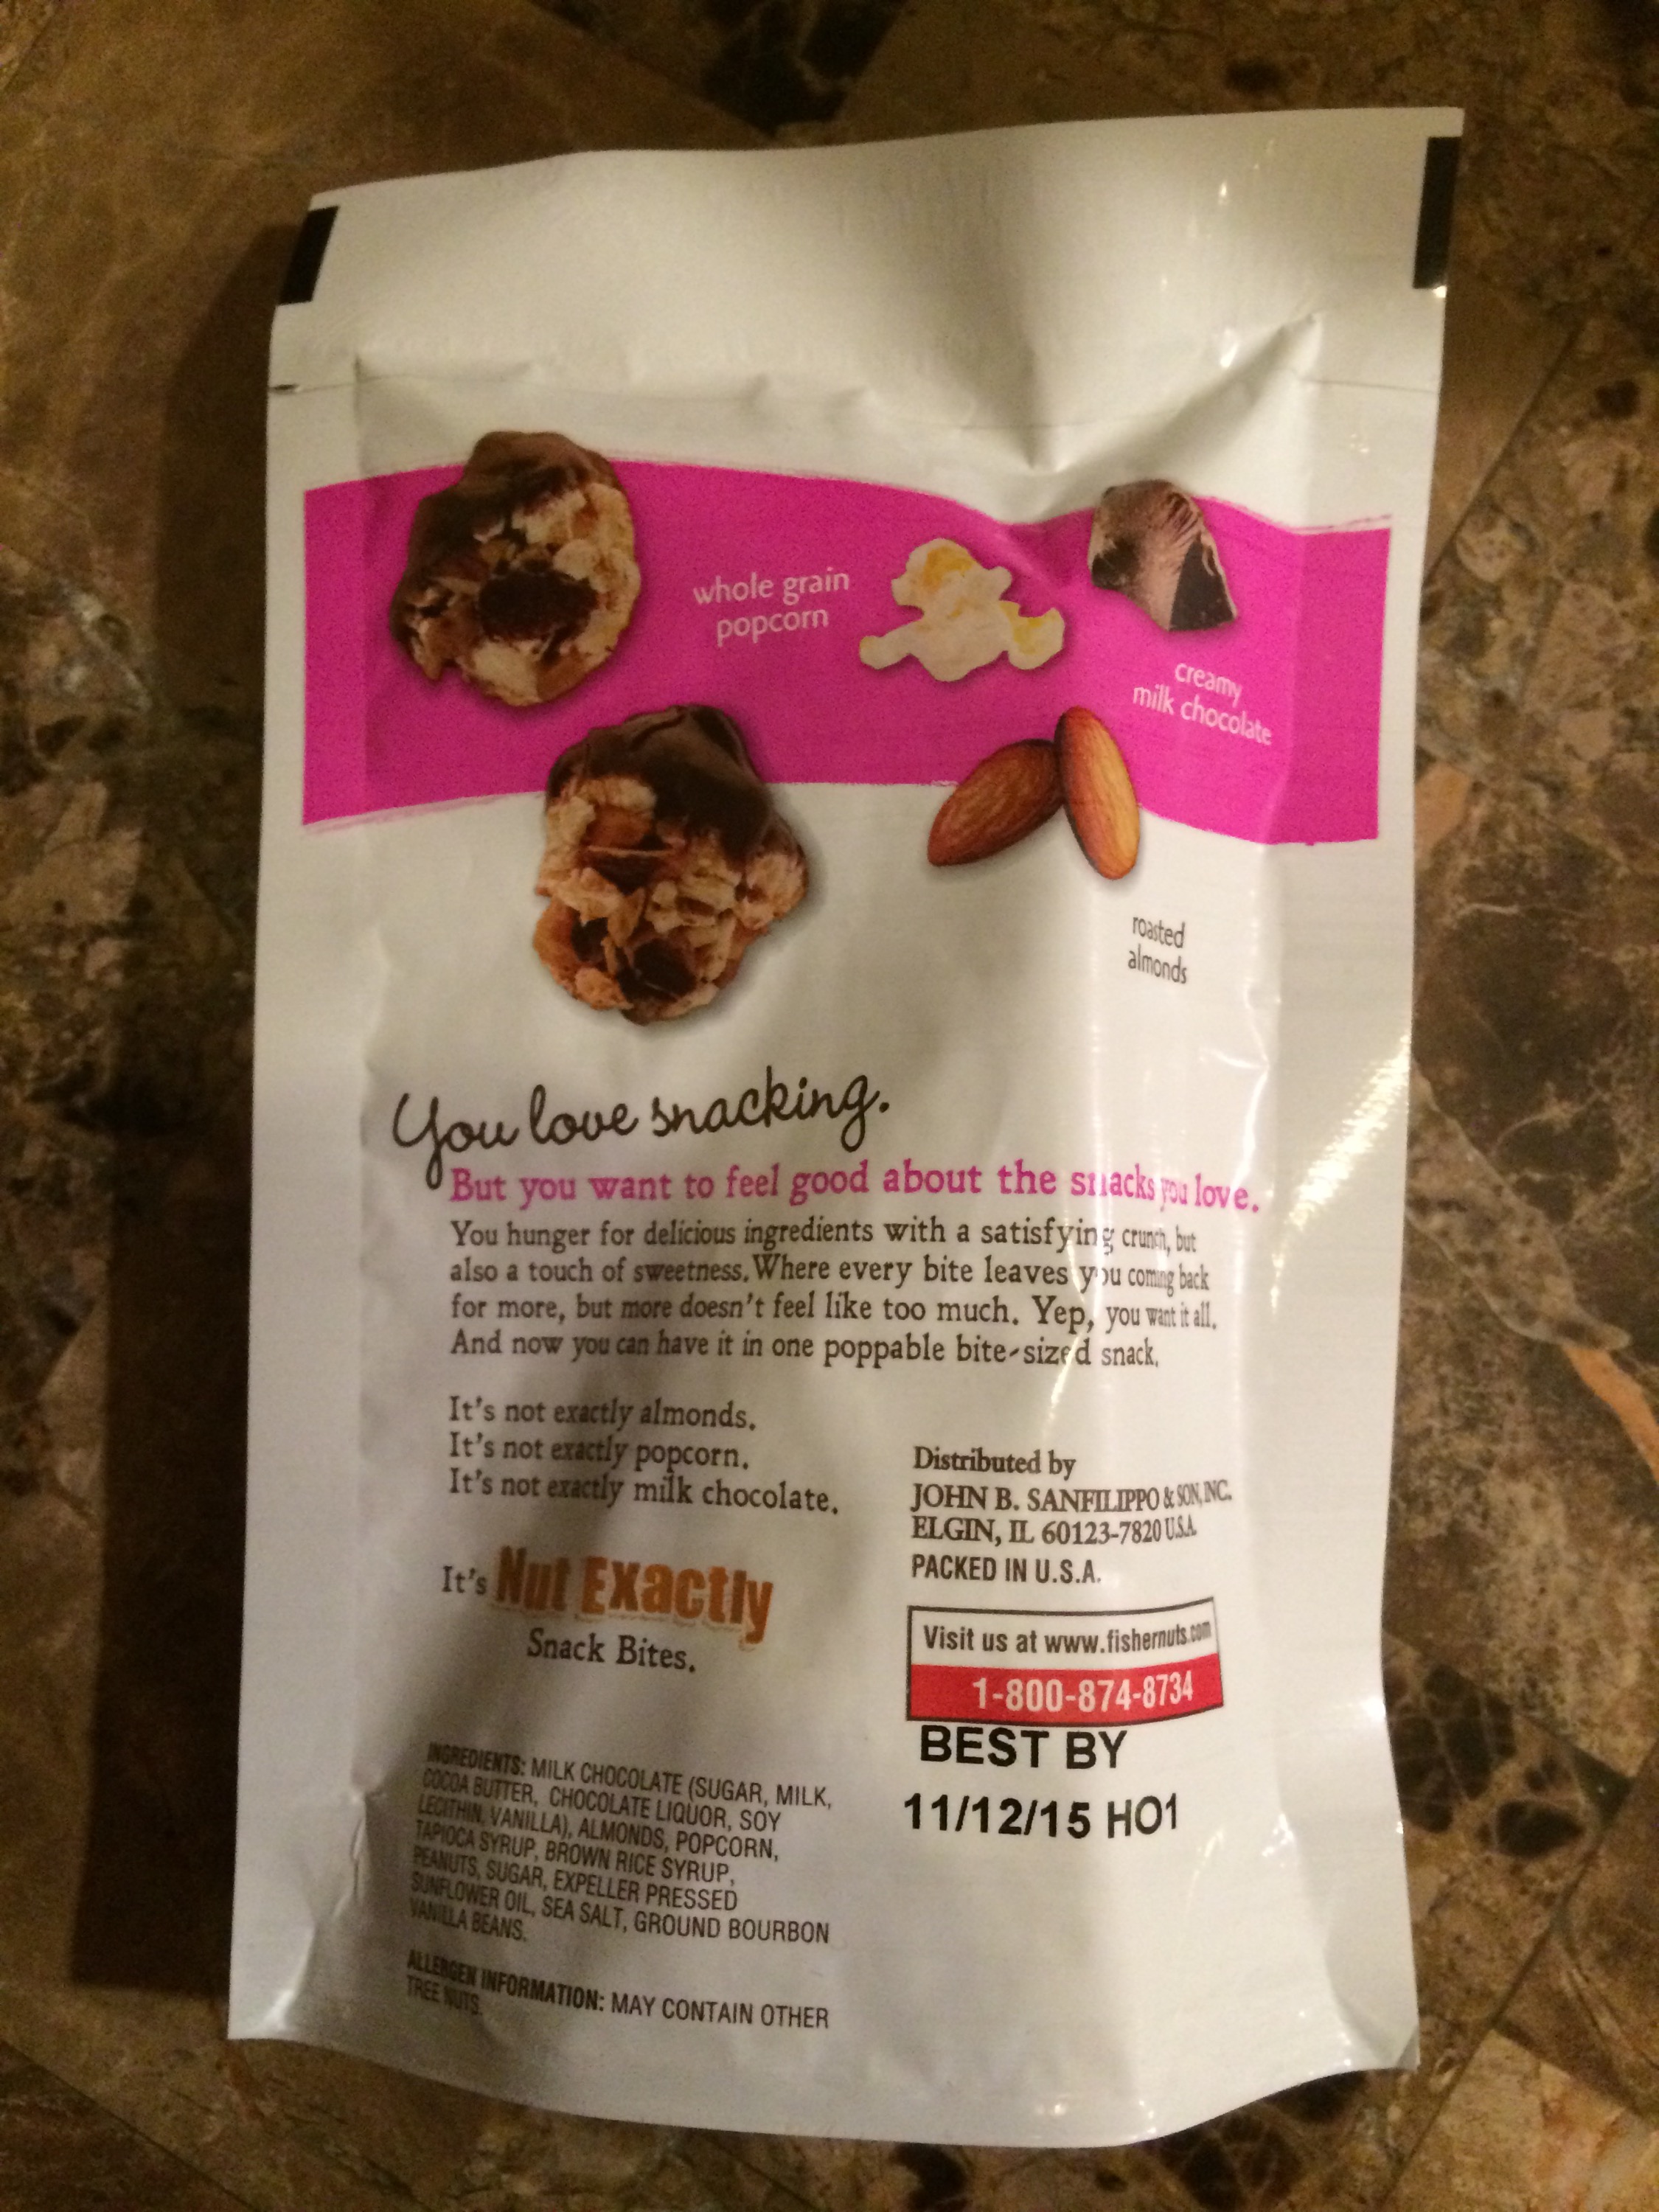 whole grain
popcorn
creamy
milk chocolate
roasted
almonds
You love snacking.
But you want to feel good about the snacks you love.
You hunger for delicious ingredients with a satisfying crunch, but
also a touch of sweetness. Where every bite leaves you coming back
for more, but more doesn't feel like too much. Yep, you want it all.
And now you can have it in one poppable bite-sized snack.
It's not exactly almonds.
It's not exactly popcorn.
It's not exactly milk chocolate.
It's Nut Exactly
Snack Bites.
Distributed by
JOHN B. SANFILIPPO & SON, INC.
ELGIN, IL 60123-7820 U.S.A.
PACKED IN U.S.A.
Visit us at www.fishernuts.com
1-800-874-8734
BEST BY
11/12/15 HO1
INGREDIENTS: MILK CHOCOLATE (SUGAR, MILK,
COCOA BUTTER, CHOCOLATE LIQUOR, SOY
LECITHIN, VANILLA), ALMONDS, POPCORN,
TAPIOCA SYRUP, BROWN RICE SYRUP,
PEANUTS, SUGAR, EXPELLER PRESSED
SUNFLOWER OIL, SEA SALT, GROUND BOURBON
VANILLA BEANS.
ALLERGEN INFORMATION: MAY CONTAIN OTHER
TREE NUTS.